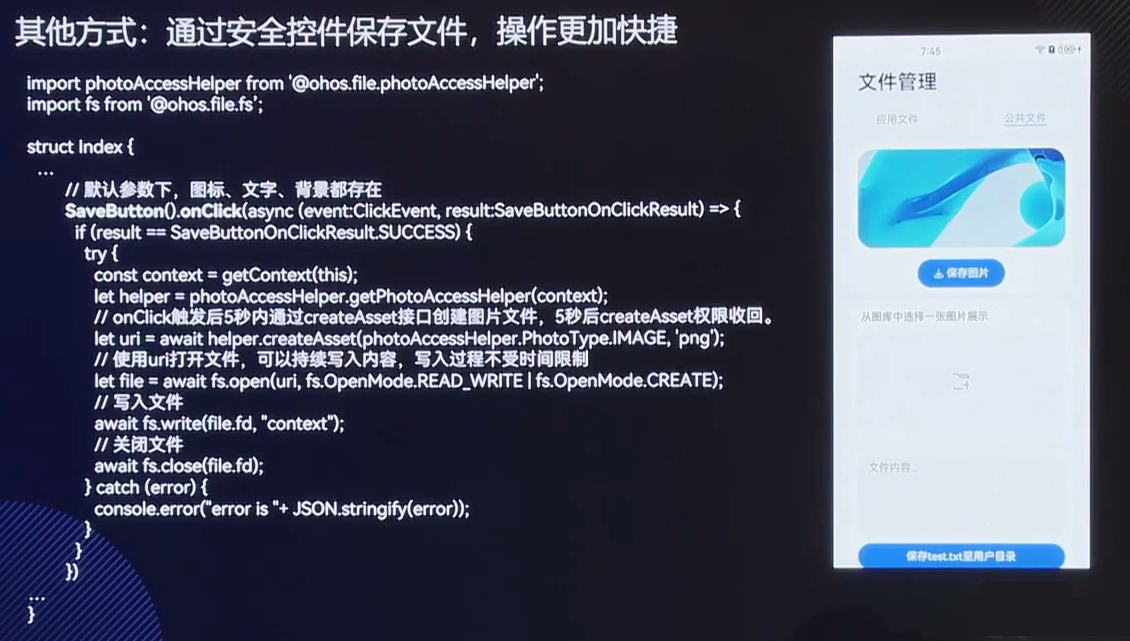 其他方式：通过安全控件保存文件，操作更加快捷
import photoAccessHelper from '@ohos.file.photoAccessHelper';
import fs from '@ohos.file.fs';
struct Index {
...
// 默认参数下，图标、文字、背景都存在
SaveButton().onClick(async (event:ClickEvent, result:SaveButtonOnClickResult) => {
if (result == SaveButtonOnClickResult.SUCCESS) {
try {
const context = getContext(this);
let helper = photoAccessHelper.getPhotoAccessHelper(context);
// onClick触发后5秒内通过createAsset接口创建图片文件，5秒后createAsset权限收回。
let uri = await helper.createAsset(photoAccessHelper.PhotoType.IMAGE, 'png');
// 使用uri打开文件，可以持续写入内容，写入过程不受时间限制
let file = await fs.open(uri, fs.OpenMode.READ_WRITE | fs.OpenMode.CREATE);
// 写入文件
await fs.write(file.fd, "context");
// 关闭文件
await fs.close(file.fd);
} catch (error) {
console.error("error is "+ JSON.stringify(error));
}
}
})
...
}
7:45
100
文件管理
应用文件 公共文件
保存图片
从图库中选择一张图片展示
文件内容...
保存test.txt至用户目录